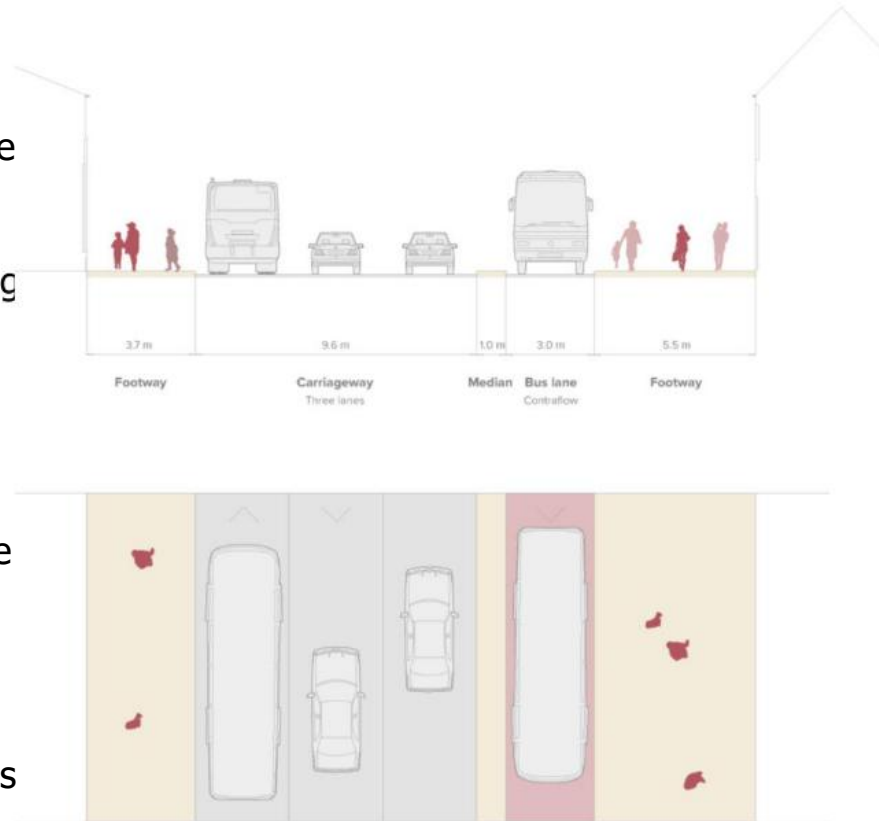 e
g
3.7 m 9.6 m 1.0 m 3.0 m 5.5 m
Footway Carriageway Median Bus lane Footway
Three lanes Contraflow
e
s